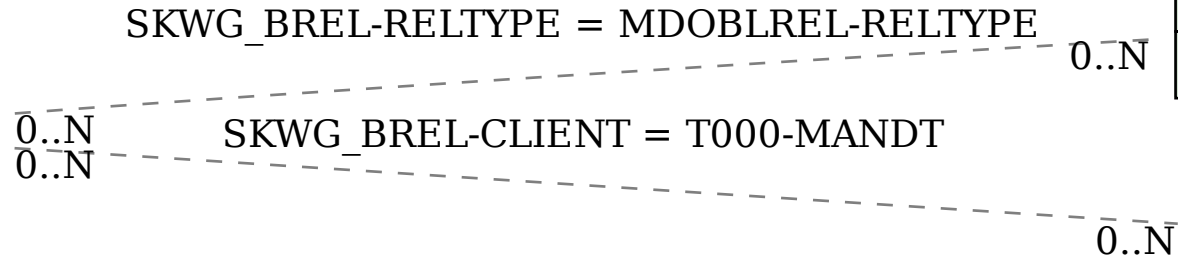 SKWG_BREL-RELTYPE = MDOBLREL-RELTYPE
0..N
0..N
SKWG_BREL-CLIENT = T000-MANDT
0..N
0..N